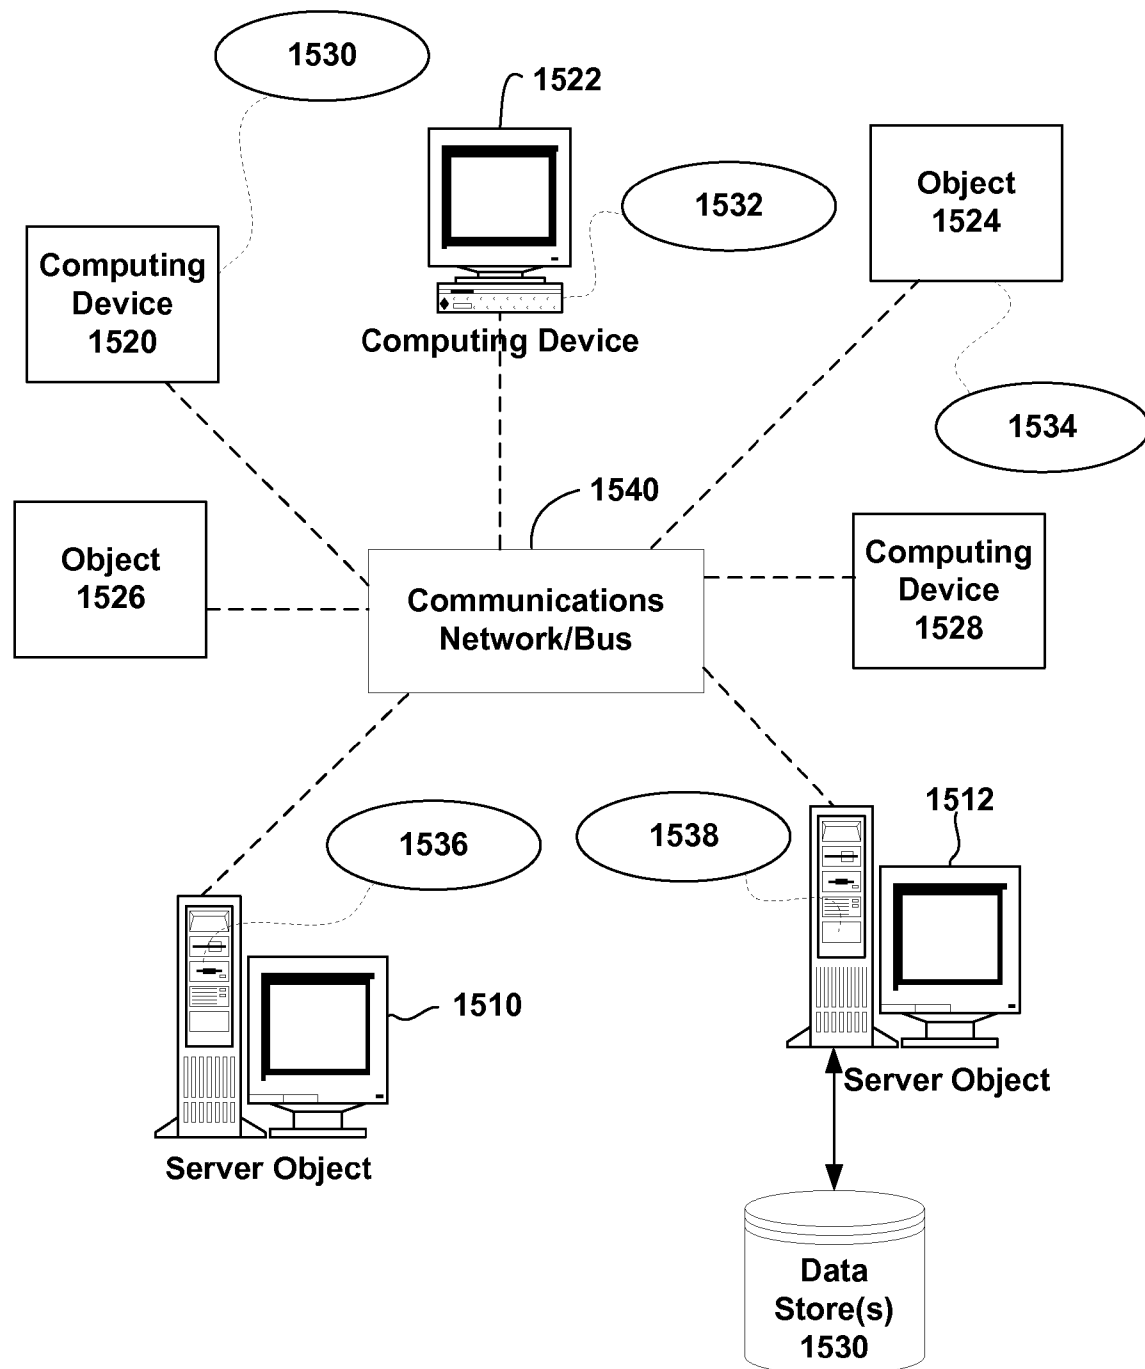 1530
1522
1532
Object
1524
Computing
Device
1520
Computing Device
1534
1540
Object
1526
Computing
Device
1528
Communications
Network/Bus
1536
1538
1512
1510
Server Object
Server Object
Data
Store(s)
1530